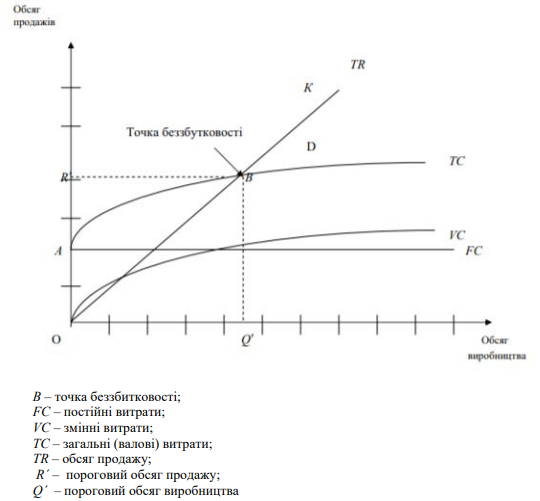 Обсяг
продажів
TR
K
Точка беззбутковості
D
TC
R′
B
VC
A
FC
O
Q′
Обсяг
виробництва
B – точка беззбитковості;
FC – постійні витрати;
VC – змінні витрати;
TC – загальні (валові) витрати;
TR – обсяг продажу;
R´ – пороговий обсяг продажу;
Q´ – пороговий обсяг виробництва